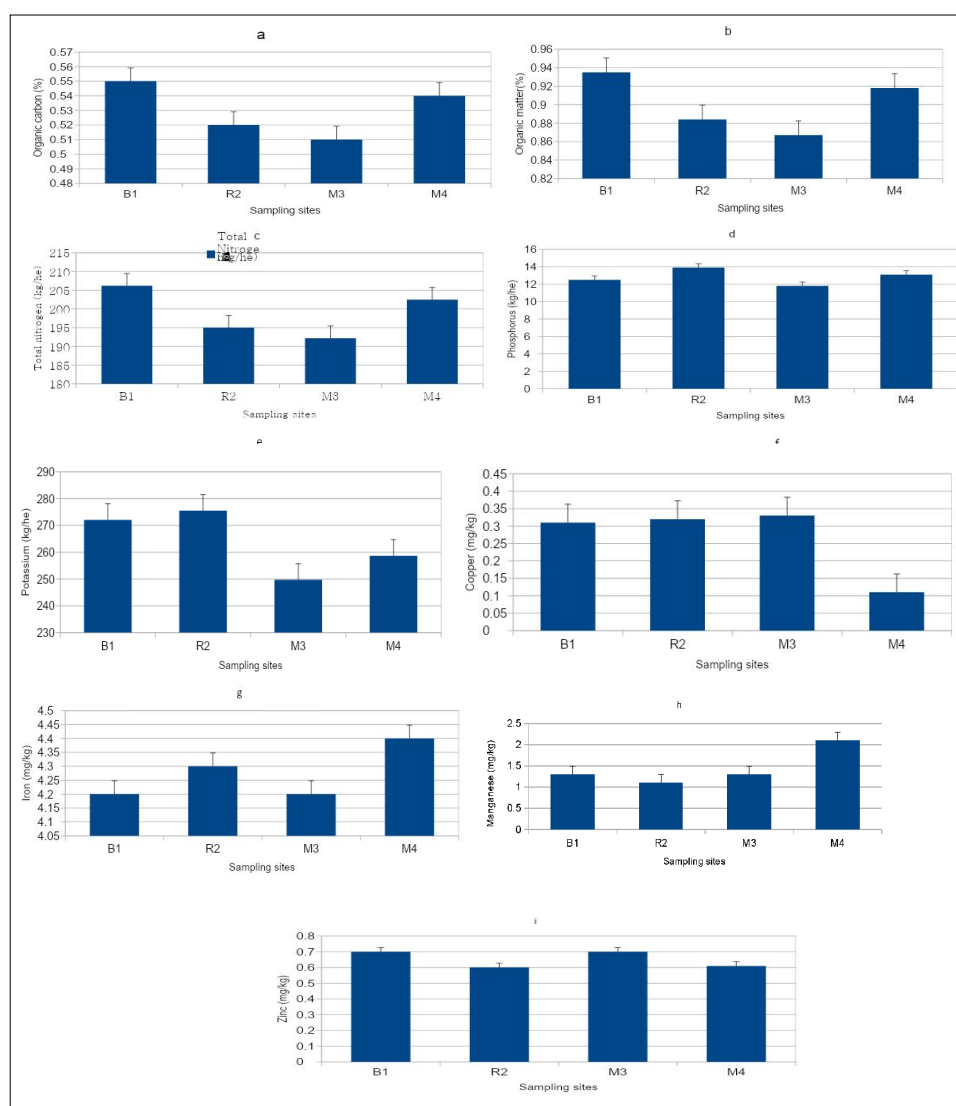 a
0.57
0.56
0.55
0.54
0.53
0.52
0.51
0.5
0.49
0.48
Organic carbon (%)
B1 R2 M3 M4
Sampling sites
b
0.96
0.94
0.92
0.9
0.88
0.86
0.84
0.82
Organic matter(%)
B1 R2 M3 M4
Sampling sites
Total c
Nitroge
215
210
205
200
195
190
185
180
Total nitrogen (kg/he)
B1 R2 M3 M4
Sampling sites
d
16
14
12
10
8
6
4
2
0
Phosphorus (kg/he)
B1 R2 M3 M4
Sampling sites
e
290
280
270
260
250
240
230
Potassium (kg/he)
B1 R2 M3 M4
Sampling sites
f
0.45
0.4
0.35
0.3
0.25
0.2
0.15
0.1
0.05
0
Copper (mg/kg)
B1 R2 M3 M4
Sampling sites
g
4.5
4.45
4.4
4.35
4.3
4.25
4.2
4.15
4.1
4.05
Iron (mg/kg)
B1 R2 M3 M4
Sampling sites
h
2.5
2
1.5
1
0
Manganese (mg/kg)
B1 R2 M3 M4
Sampling sites
i
0.8
0.7
0.6
0.5
0.4
0.3
0.2
0.1
0
Zinc (mg/kg)
B1 R2 M3 M4
Sampling sites